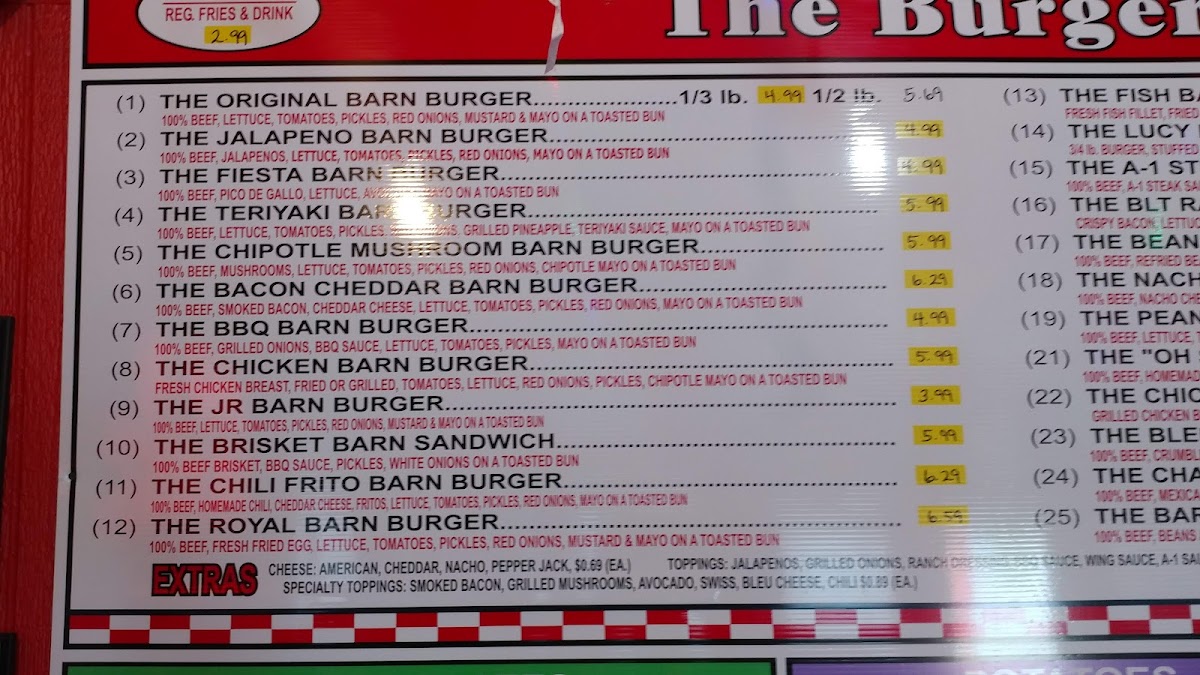 REG. FRIES & DRINK
2.99
The Burger
(1) THE ORIGINAL BARN BURGER 1/3 lb. 4.99 1/2 lb. 5.69
100% BEEF, LETTUCE, TOMATOES, PICKLES, RED ONIONS, MUSTARD & MAYO ON A TOASTED BUN
(2) THE JALAPENO BARN BURGER 4.99
100% BEEF, JALAPENOS, LETTUCE, TOMATOES, PICKLES, RED ONIONS, MAYO ON A TOASTED BUN
(3) THE FIESTA BARN BURGER 4.99
100% BEEF, PICO DE GALLO, LETTUCE, MAYO ON A TOASTED BUN
(4) THE TERIYAKI BARN BURGER 5.99
100% BEEF, LETTUCE, TOMATOES, PICKLES, GRILLED PINEAPPLE, TERIYAKI SAUCE, MAYO ON A TOASTED BUN
(5) THE CHIPOTLE MUSHROOM BARN BURGER 5.99
100% BEEF, MUSHROOMS, LETTUCE, TOMATOES, PICKLES, RED ONIONS, CHIPOTLE MAYO ON A TOASTED BUN
(6) THE BACON CHEDDAR BARN BURGER 6.29
100% BEEF, SMOKED BACON, CHEDDAR CHEESE, LETTUCE, TOMATOES, PICKLES, RED ONIONS, MAYO ON A TOASTED BUN
(7) THE BBQ BARN BURGER 4.99
100% BEEF, GRILLED ONIONS, BBQ SAUCE, LETTUCE, TOMATOES, PICKLES, MAYO ON A TOASTED BUN
(8) THE CHICKEN BARN BURGER 5.99
FRESH CHICKEN BREAST, FRIED OR GRILLED, TOMATOES, LETTUCE, RED ONIONS, PICKLES, CHIPOTLE MAYO ON A TOASTED BUN
(9) THE JR BARN BURGER 3.99
100% BEEF, LETTUCE, TOMATOES, PICKLES, RED ONIONS, MUSTARD & MAYO ON A TOASTED BUN
(10) THE BRISKET BARN SANDWICH 5.99
100% BEEF BRISKET, BBQ SAUCE, PICKLES, WHITE ONIONS ON A TOASTED BUN
(11) THE CHILI FRITO BARN BURGER 6.29
100% BEEF, HOMEMADE CHILI, CHEDDAR CHEESE, FRITOS, LETTUCE, TOMATOES, PICKLES, RED ONIONS, MAYO ON A TOASTED BUN
(12) THE ROYAL BARN BURGER 6.59
100% BEEF, FRESH FRIED EGG, LETTUCE, TOMATOES, PICKLES, RED ONIONS, MUSTARD & MAYO ON A TOASTED BUN
EXTRAS
CHEESE: AMERICAN, CHEDDAR, NACHO, PEPPER JACK, $0.69 (EA.) TOPPINGS: JALAPENOS, GRILLED ONIONS, RANCH DRESSING, BBQ SAUCE, WING SAUCE, A-1 SA
SPECIALTY TOPPINGS: SMOKED BACON, GRILLED MUSHROOMS, AVOCADO, SWISS, BLEU CHEESE, CHILI $0.89 (EA.)
(13) THE FISH BA
FRESH FISH FILLET, FRIED
(14) THE LUCY
3/4 lb. BURGER, STUFFED
(15) THE A-1 ST
100% BEEF, A-1 STEAK SA
(16) THE BLT RA
CRISPY BACON, LETTUC
(17) THE BEAN
100% BEEF, REFRIED BE
(18) THE NACH
100% BEEF, NACHO CH
(19) THE PEAN
100% BEEF, LETTUCE,
(21) THE "OH
100% BEEF, HOMEMAD
(22) THE CHIC
GRILLED CHICKEN B
(23) THE BLE
100% BEEF, CRUMBL
(24) THE CHA
100% BEEF, MEXICA
(25) THE BAR
100% BEEF, BEANS